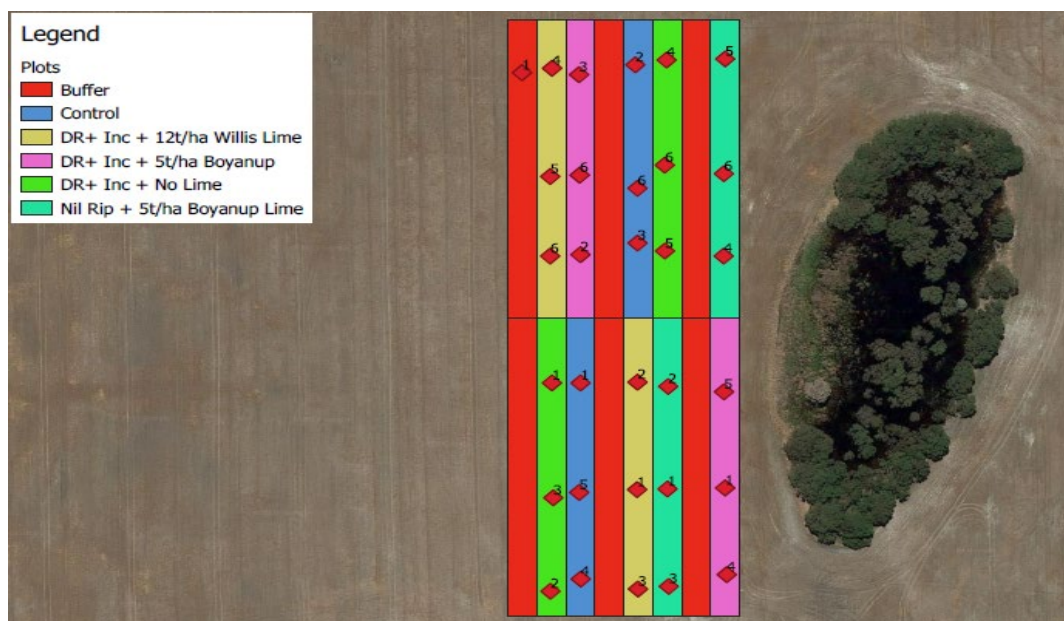 Legend
Plots
Buffer
Control
DR+ Inc + 12t/ha Willis Lime
DR+ Inc + 5t/ha Boyanup
DR+ Inc + No Lime
Nil Rip + 5t/ha Boyanup Lime
1 4 3 2 4 5
5 6 6 6 6
6 2 3 5 4
1 1 2 2 5
3 5 1 1 1
2 4 3 3 4